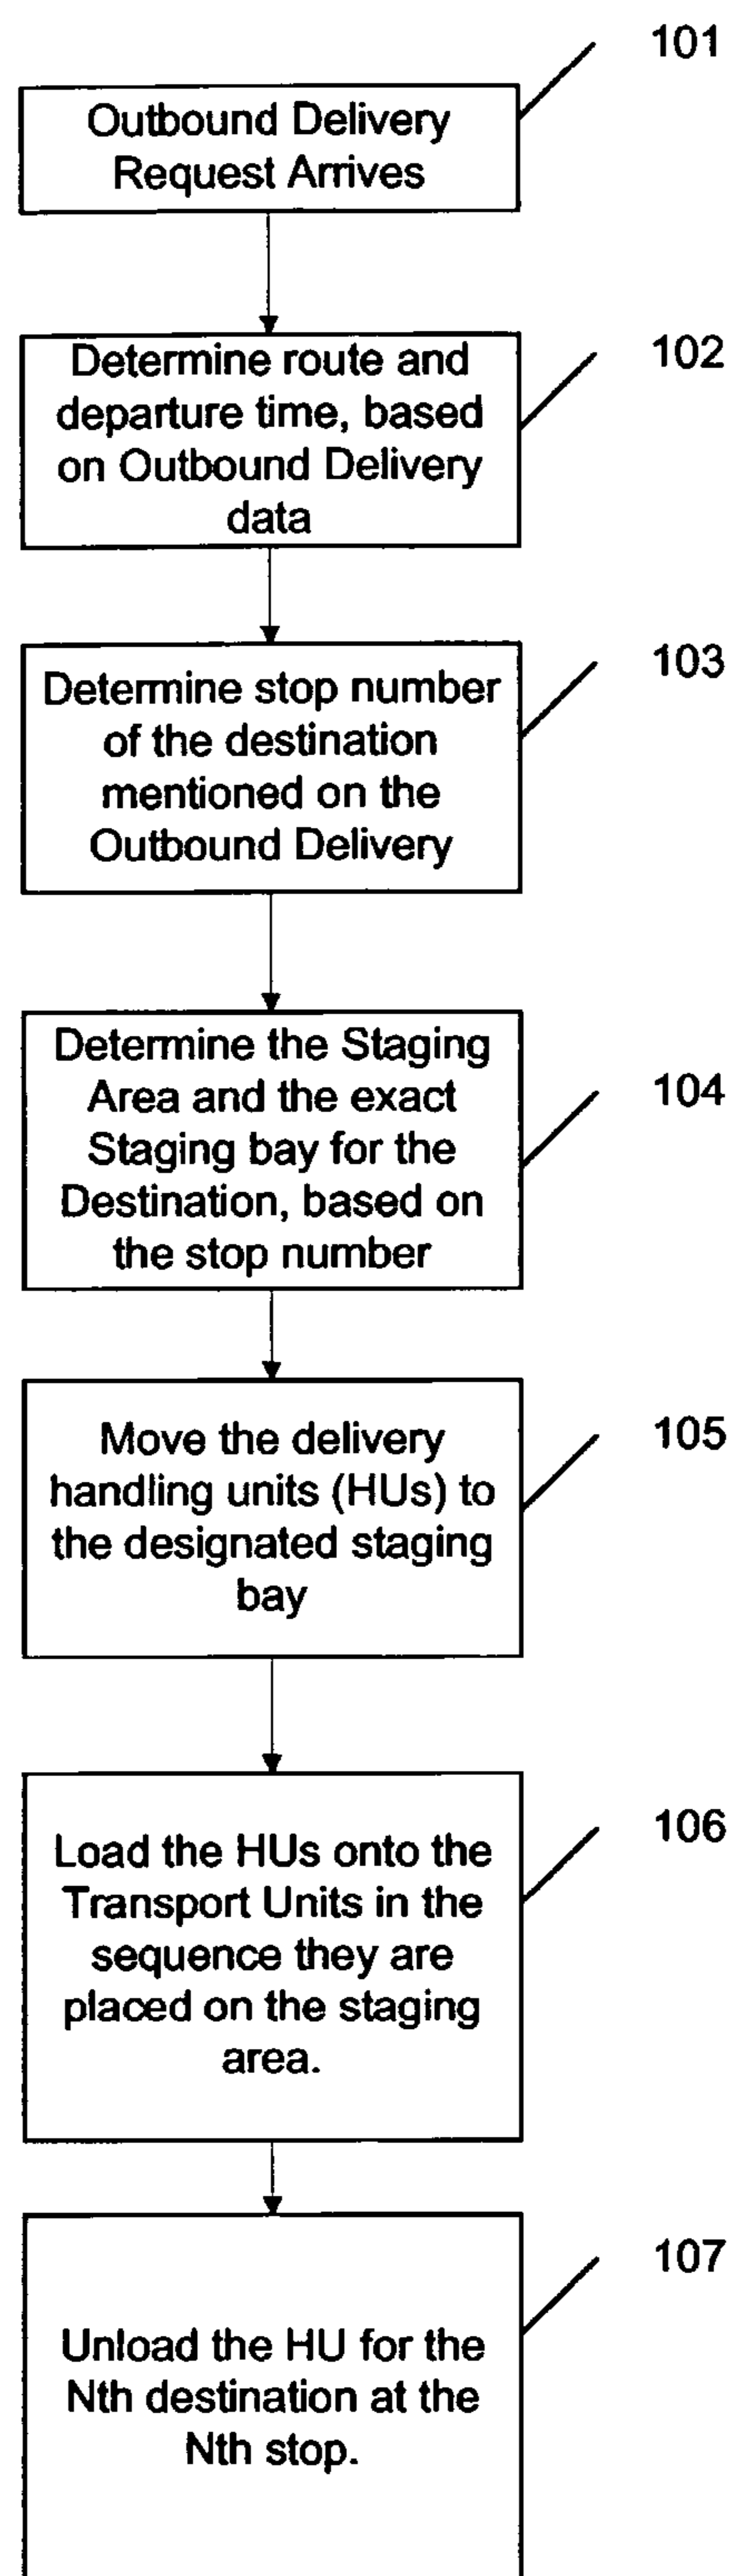 101
Outbound Delivery
Request Arrives
102
Determine route and
departure time, based
on Outbound Delivery
data
103
Determine stop number
of the destination
mentioned on the
Outbound Delivery
104
Determine the Staging
Area and the exact
Staging bay for the
Destination, based on
the stop number
105
Move the delivery
handling units (HUs) to
the designated staging
bay
106
Load the HUs onto the
Transport Units in the
sequence they are
placed on the staging
area.
107
Unload the HU for the
Nth destination at the
Nth stop.